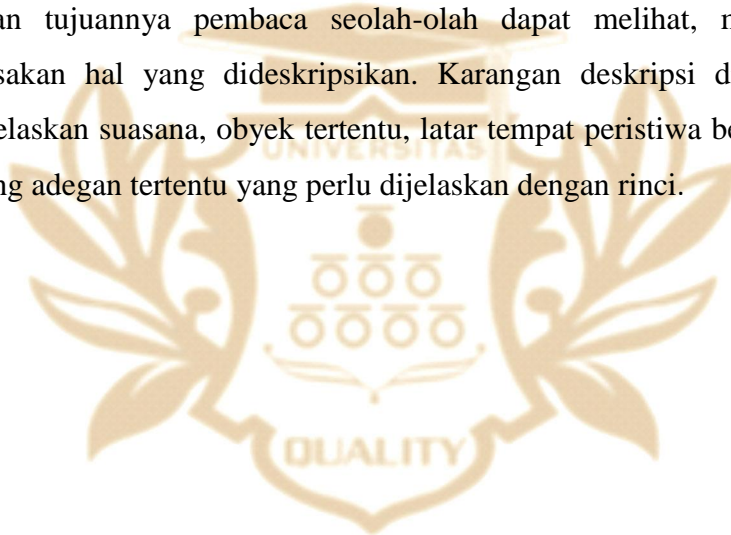 an tujuannya pembaca seolah-olah dapat melihat, m
sakan hal yang dideskripsikan. Karangan deskripsi d
elaskan suasana, obyek tertentu, latar tempat peristiwa be
ng adegan tertentu yang perlu dijelaskan dengan rinci.
UNIVERSITAS
QUALITY